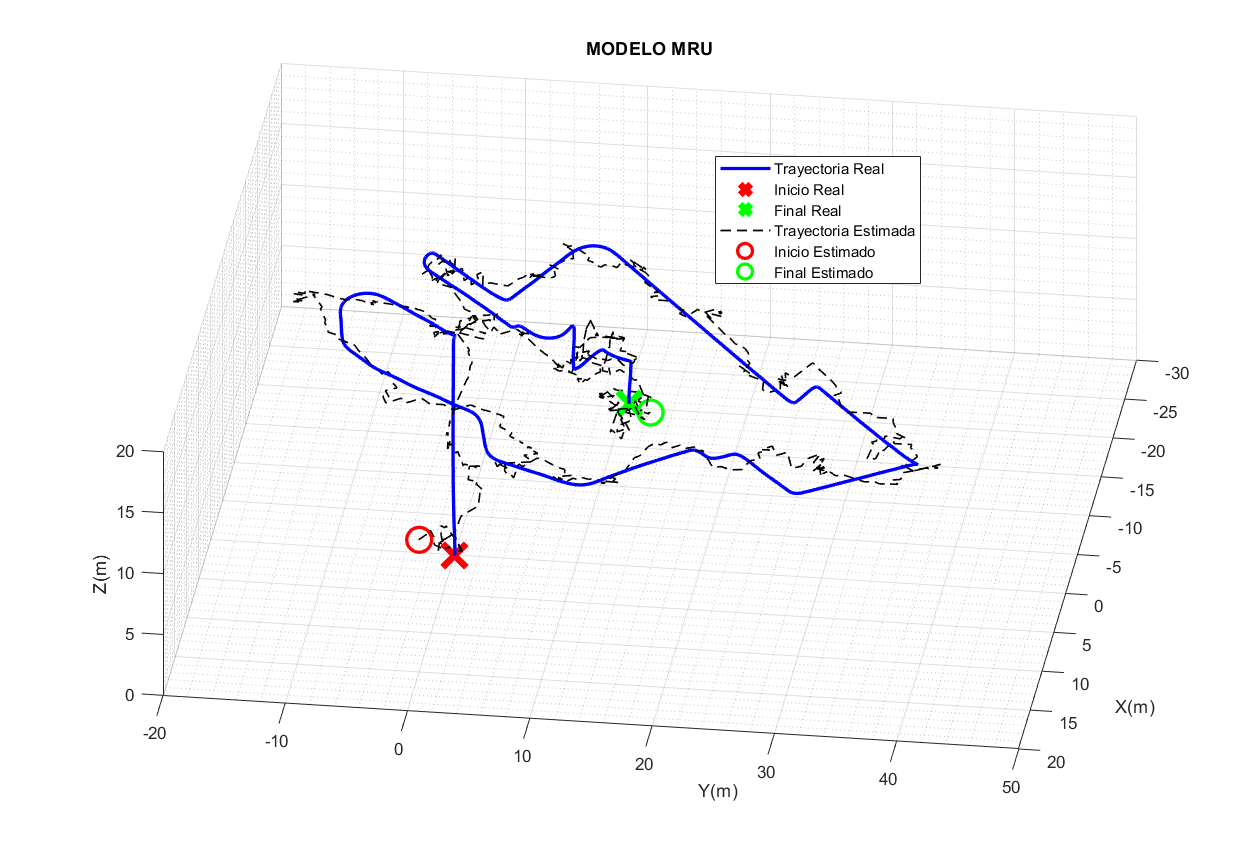 MODELO MRU
Trayectoria Real
Inicio Real
Final Real
Trayectoria Estimada
Inicio Estimado
Final Estimado
20
15
10
5
0
Z(m)
-20
-10
0
10
20
30
40
50
Y(m)
-30
-25
-20
-15
-10
-5
0
5
10
15
20
X(m)